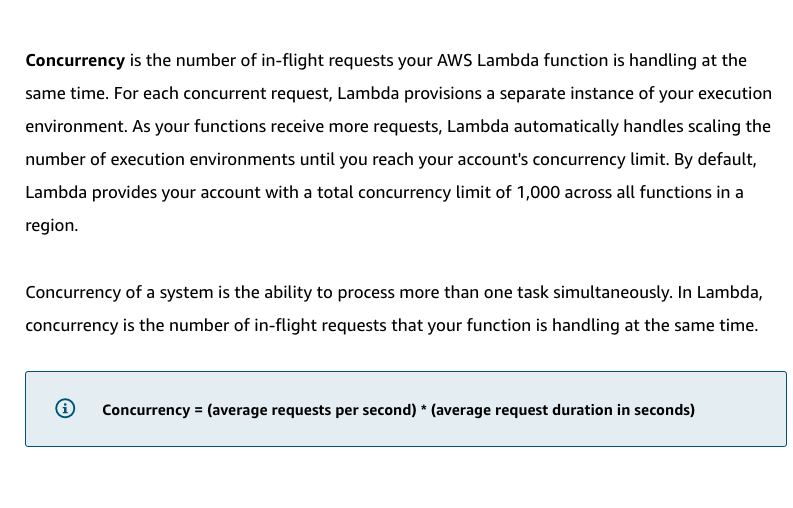 Concurrency is the number of in-flight requests your AWS Lambda function is handling at the
same time. For each concurrent request, Lambda provisions a separate instance of your execution
environment. As your functions receive more requests, Lambda automatically handles scaling the
number of execution environments until you reach your account's concurrency limit. By default,
Lambda provides your account with a total concurrency limit of 1,000 across all functions in a
region.
Concurrency of a system is the ability to process more than one task simultaneously. In Lambda,
concurrency is the number of in-flight requests that your function is handling at the same time.
Concurrency = (average requests per second) * (average request duration in seconds)